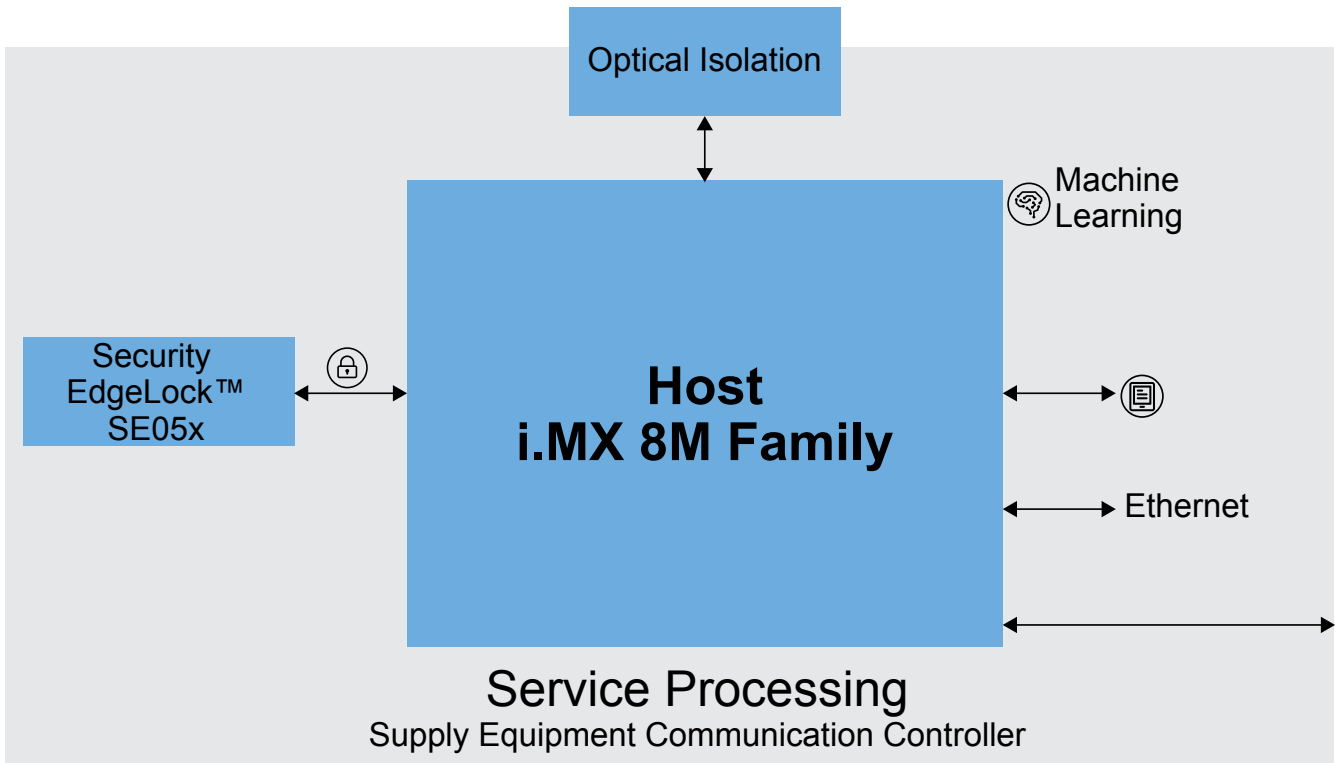 Optical Isolation
Machine
Learning
Security
EdgeLock™
SE05x
Host
i.MX 8M Family
Ethernet
Service Processing
Supply Equipment Communication Controller